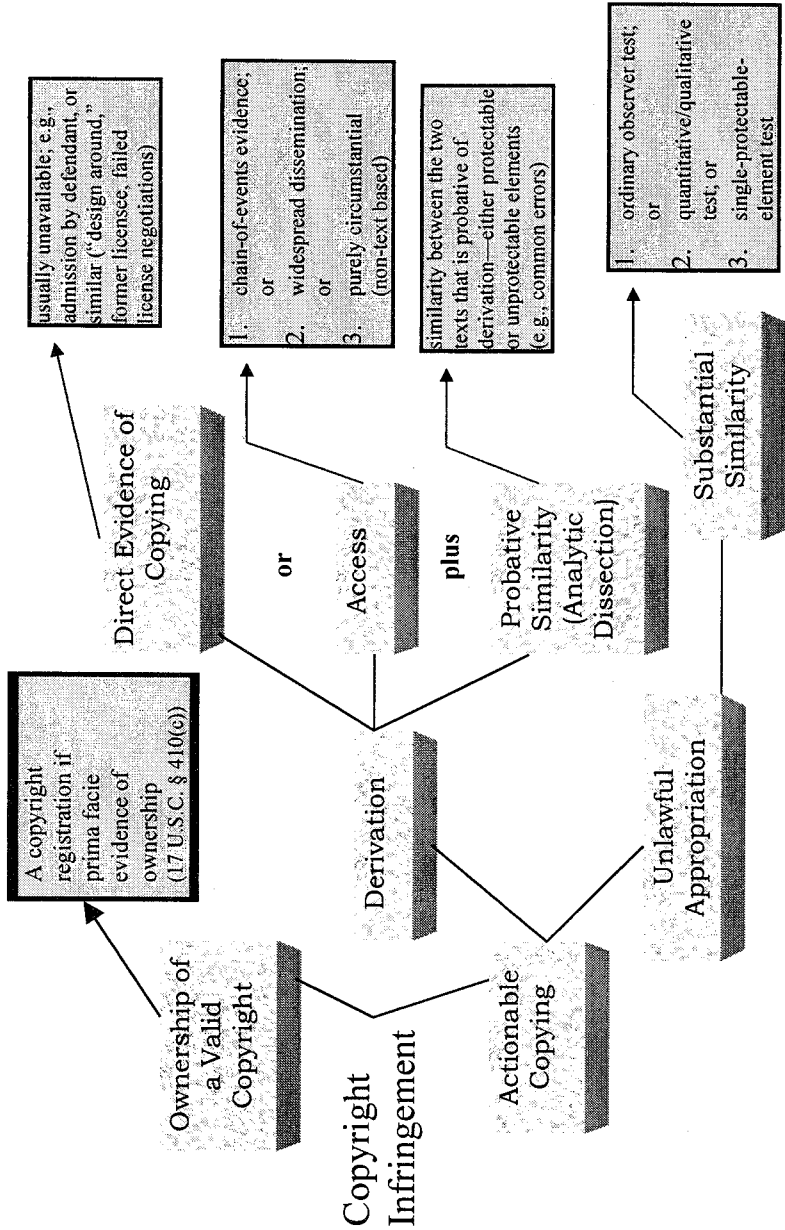 Copyright
Infringement
Ownership of
a Valid
Copyright
A copyright
registration if
prima facie
evidence of
ownership
(17 U.S.C. § 410(c))
Actionable
Copying
Derivation
Direct Evidence of
Copying
usually unavailable; e.g.,
admission by defendant, or
similar ("design around,"
former licensee, failed
license negotiations)
or
Access
1. chain-of-events evidence;
or
2. widespread dissemination;
or
3. purely circumstantial
(non-text based)
plus
Probative
Similarity
(Analytic
Dissection)
similarity between the two
texts that is probative of
derivation—either protectable
or unprotectable elements
(e.g., common errors)
Unlawful
Appropriation
Substantial
Similarity
1. ordinary observer test;
or
2. quantitative/qualitative
test; or
3. single-protectable-
element test